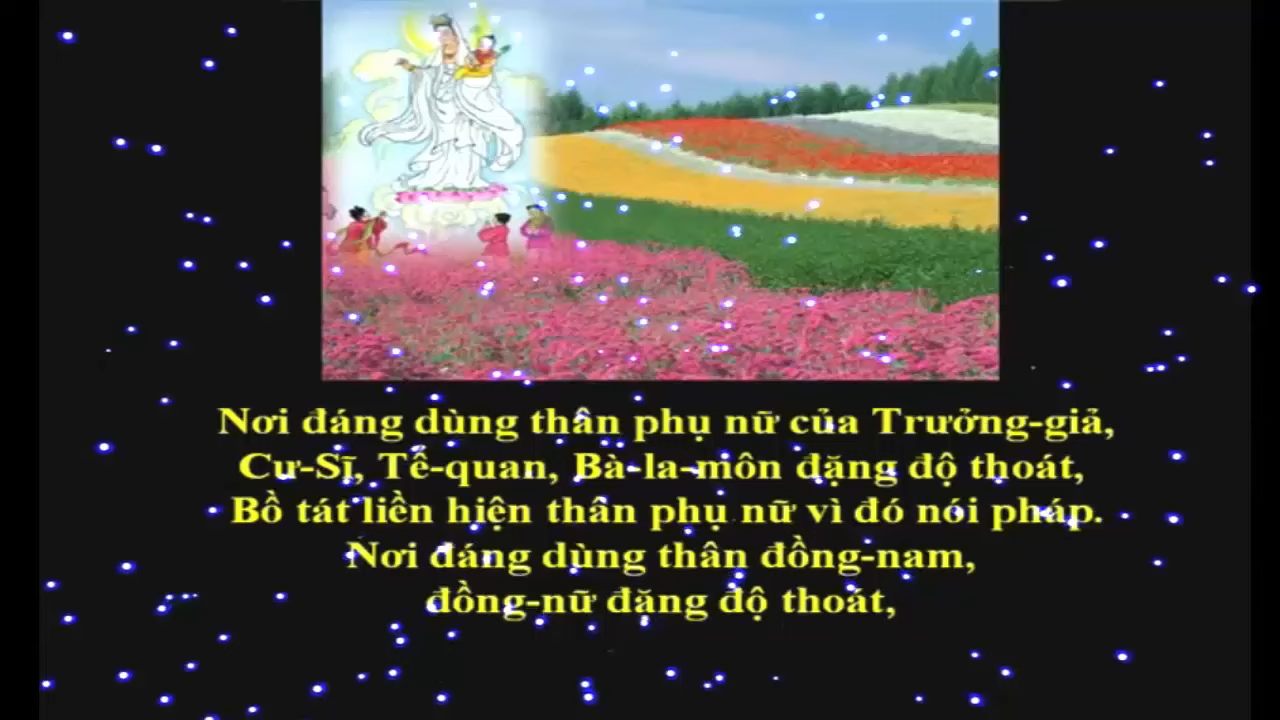 Nơi đáng dùng thân phụ nữ của Trưởng-giả,
Cư-Sĩ, Tể-quan, Bà-la-môn đặng độ thoát,
Bồ tát liền hiện thân phụ nữ vì đó nói pháp.
Nơi đáng dùng thân đồng-nam,
đồng-nữ đặng độ thoát,